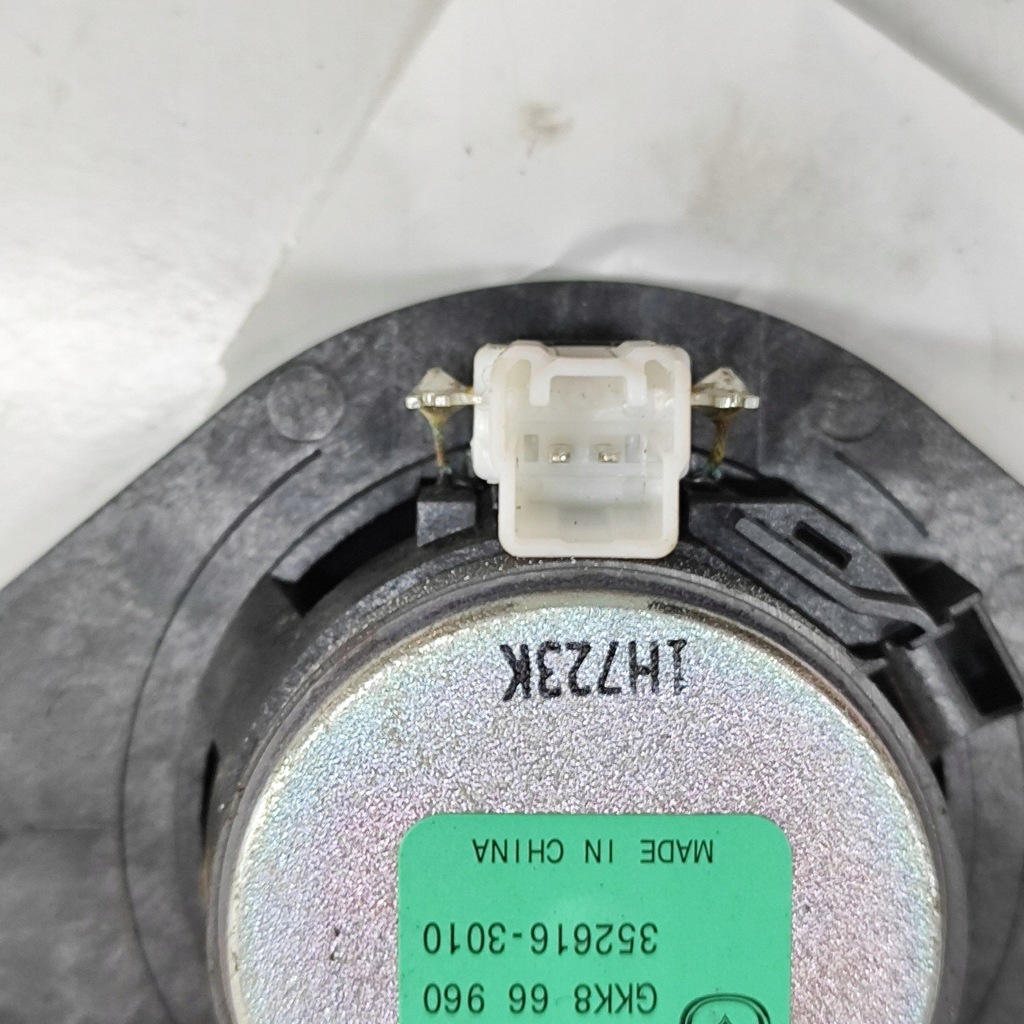 GKK8 66 960
352616-3010
MADE IN CHINA
1H723K